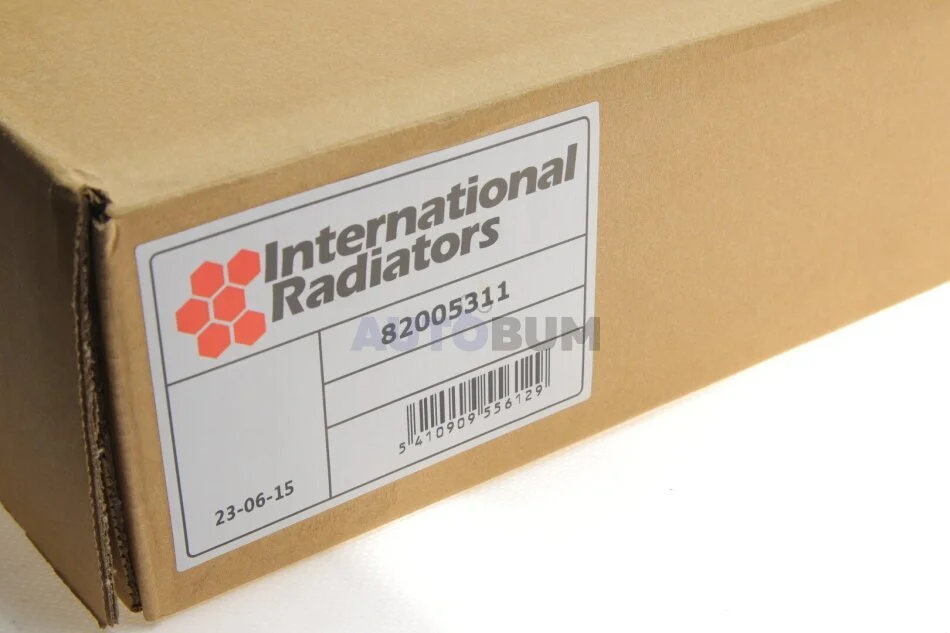 International
Radiators
82005311
AUTOBUM
5 410909 556129
23-06-15